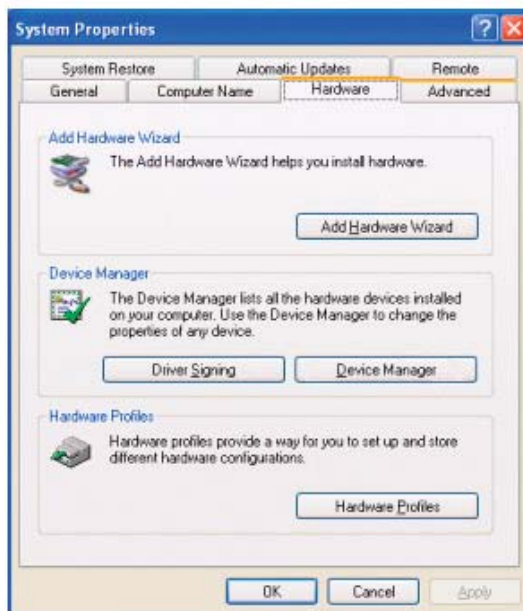 System Properties
System Restore Automatic Updates Remote
General Computer Name Hardware Advanced
Add Hardware Wizard
The Add Hardware Wizard helps you install hardware.
Add Hardware Wizard
Device Manager
The Device Manager lists all the hardware devices installed
on your computer. Use the Device Manager to change the
properties of any device.
Driver Signing Device Manager
Hardware Profiles
Hardware profiles provide a way for you to set up and store
different hardware configurations.
Hardware Profiles
OK Cancel Apply